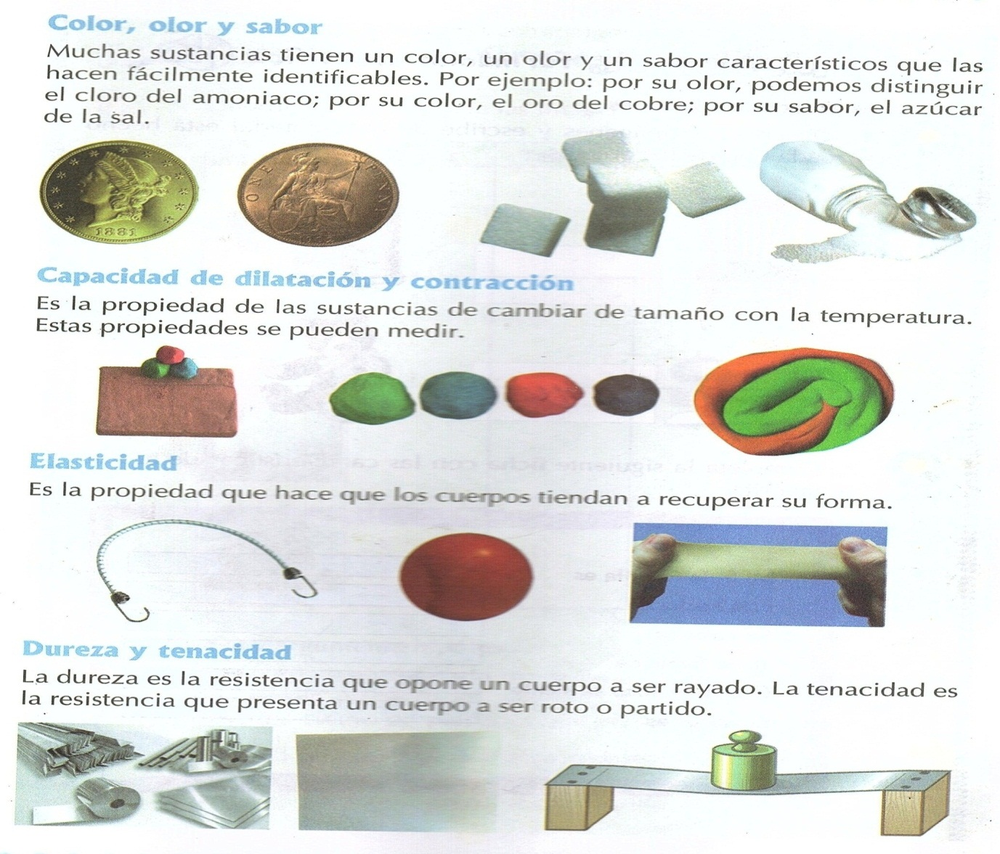 Color, olor y sabor
Muchas sustancias tienen un color, un olor y un sabor característicos que las
hacen fácilmente identificables. Por ejemplo: por su olor, podemos distinguir
el cloro del amoniaco; por su color, el oro del cobre; por su sabor, el azúcar
de la sal.
1881
ONE PENNY
Capacidad de dilatación y contracción
Es la propiedad de las sustancias de cambiar de tamaño con la temperatura.
Estas propiedades se pueden medir.
Elasticidad
Es la propiedad que hace que los cuerpos tiendan a recuperar su forma.
Dureza y tenacidad
La dureza es la resistencia que opone un cuerpo a ser rayado. La tenacidad es
la resistencia que presenta un cuerpo a ser roto o partido.